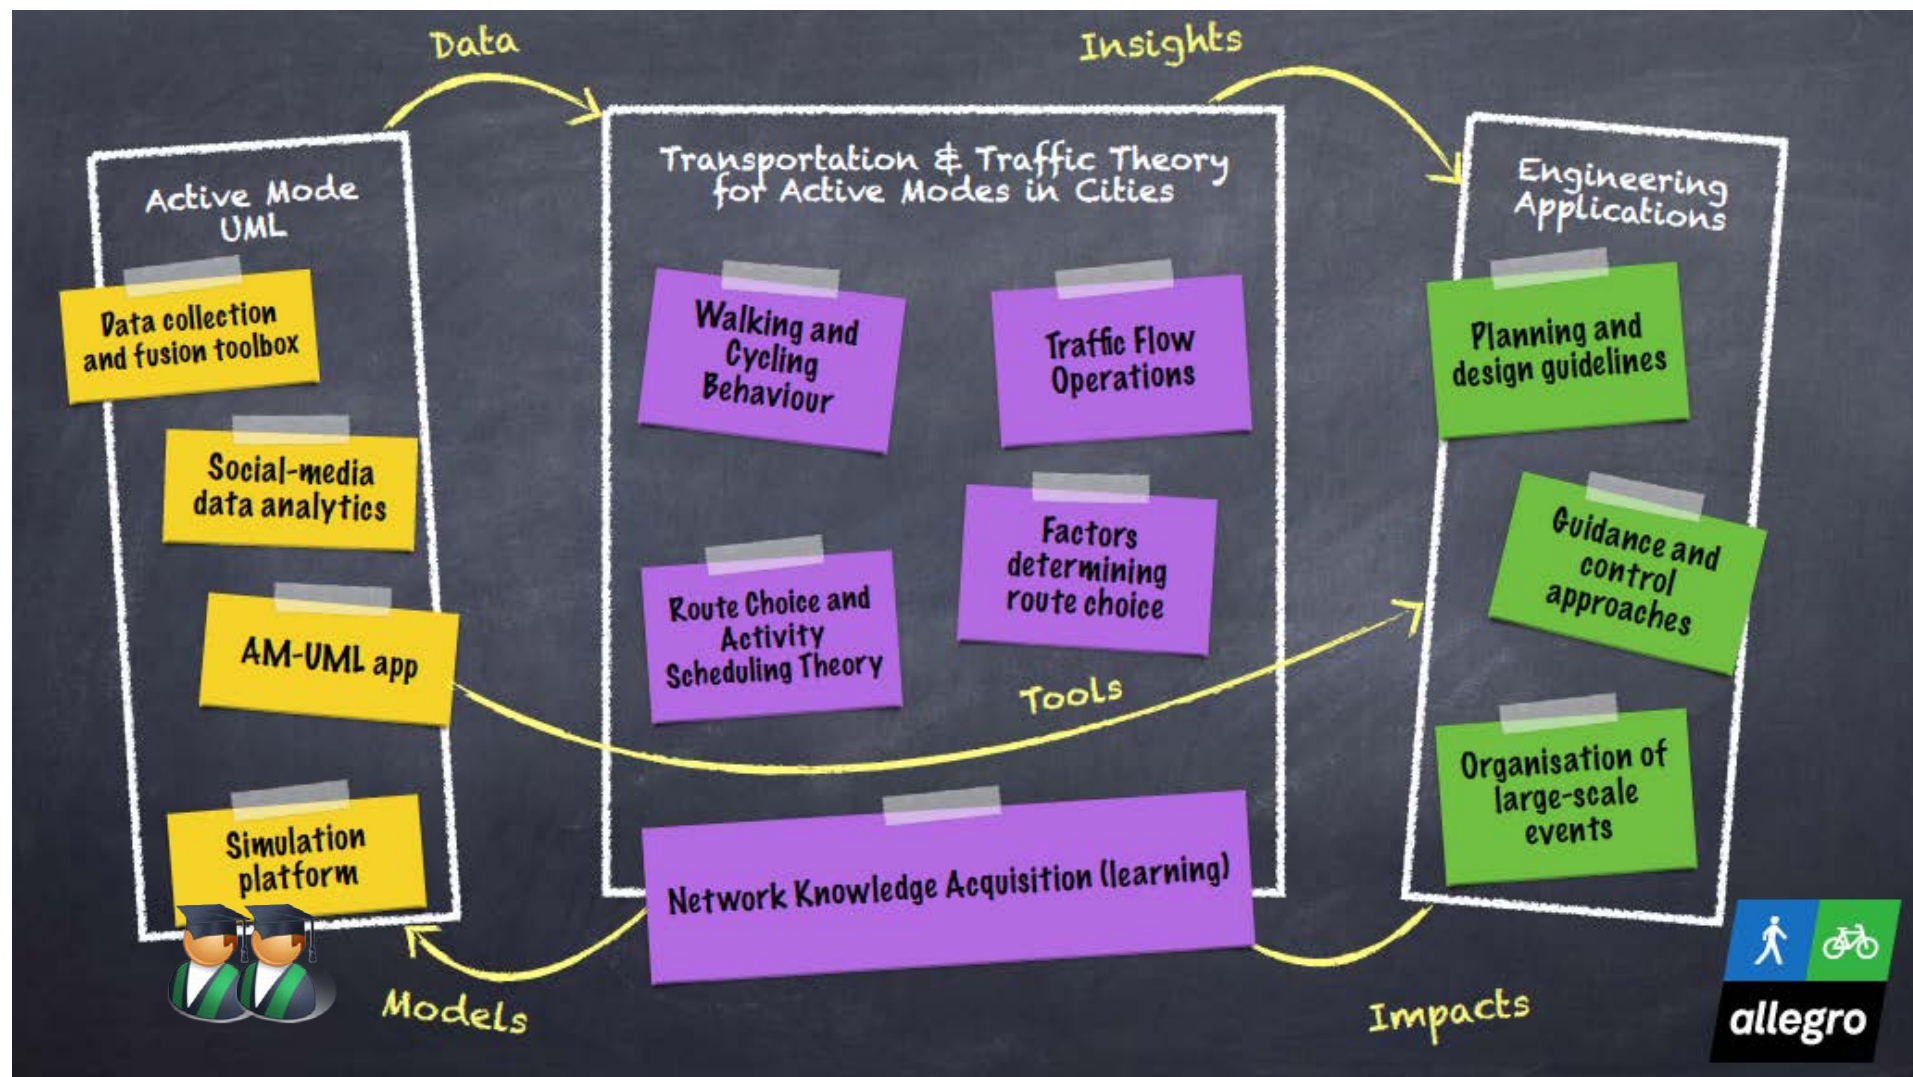 Data
Insights
Active Mode
UML
Data collection
and fusion toolbox
Social-media
data analytics
AM-UML app
Simulation
platform
Transportation & Traffic Theory
for Active Modes in Cities
Walking and
Cycling
Behaviour
Traffic Flow
Operations
Factors
determining
route choice
Route Choice and
Activity
Scheduling Theory
Tools
Network Knowledge Acquisition (learning)
Engineering
Applications
Planning and
design guidelines
Guidance and
control
approaches
Organisation of
large-scale
events
Models
Impacts
allegro